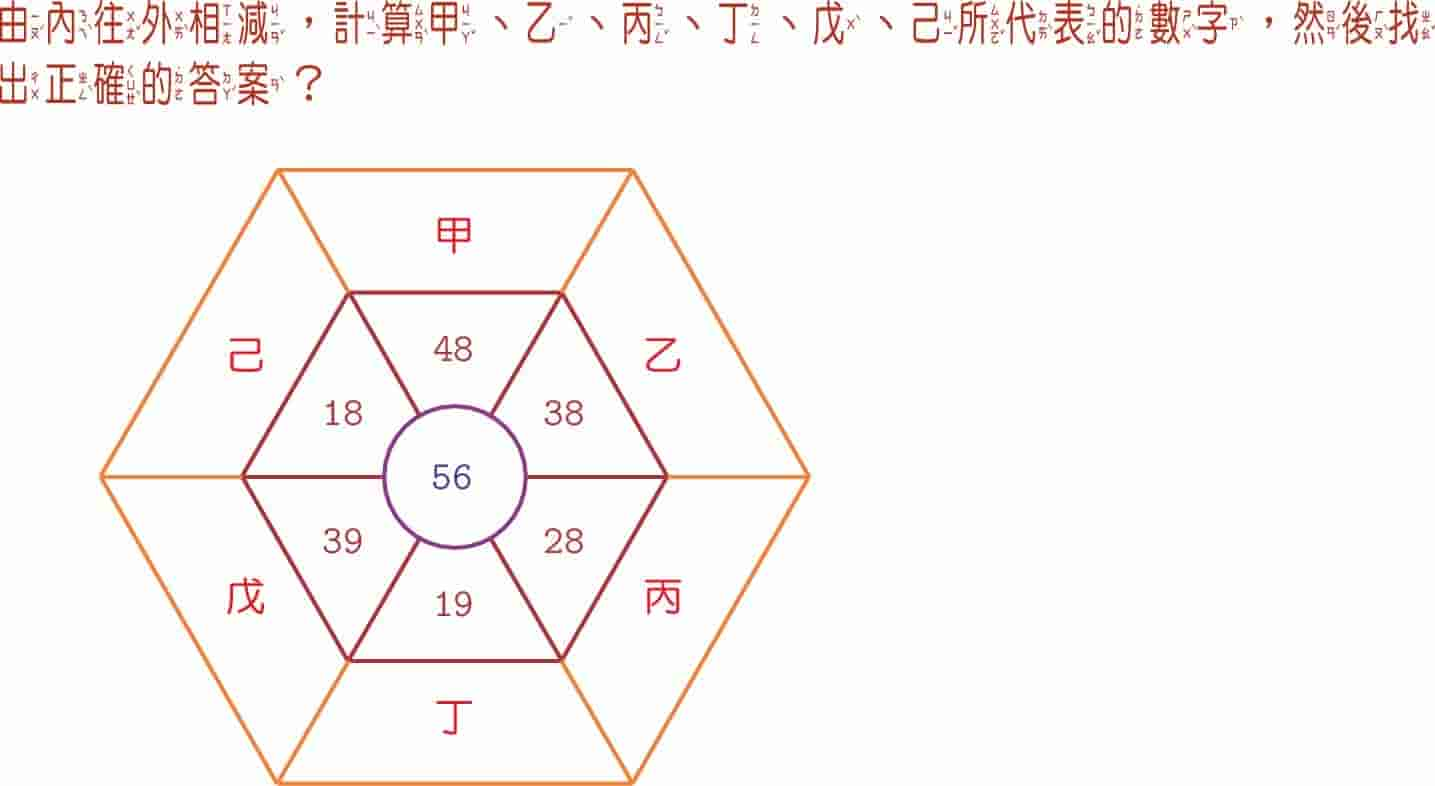 由內往外相減，計算甲、乙、丙、丁、戊、己所代表的數字，然後找
出正確的答案？
甲
己
乙
48
18
38
56
39
28
19
戊
丙
丁